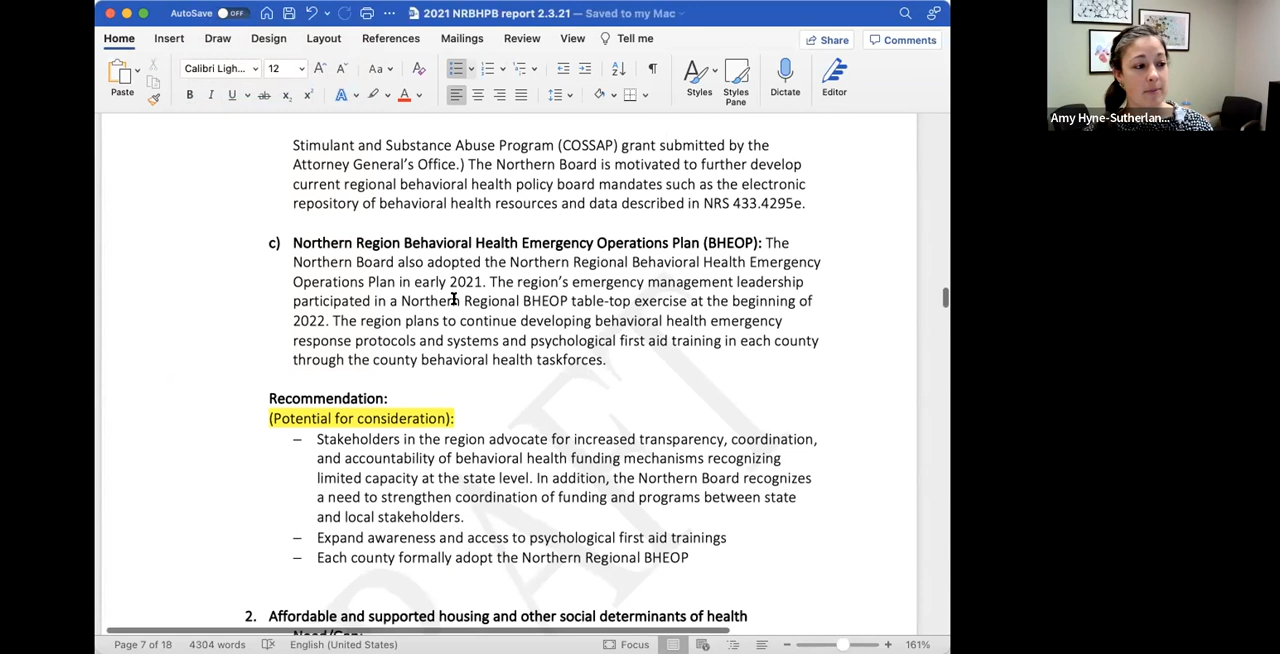 AutoSave OFF 2021 NRBHPB report 2.3.21 — Saved to my Mac
Home Insert Draw Design Layout References Mailings Review View Tell me Share Comments
Paste Calibri Ligh... 12 Styles Styles Pane Dictate Editor
Amy Hyne-Sutherlan...
Stimulant and Substance Abuse Program (COSSAP) grant submitted by the
Attorney General's Office.) The Northern Board is motivated to further develop
current regional behavioral health policy board mandates such as the electronic
repository of behavioral health resources and data described in NRS 433.4295e.
c) Northern Region Behavioral Health Emergency Operations Plan (BHEOP): The
Northern Board also adopted the Northern Regional Behavioral Health Emergency
Operations Plan in early 2021. The region's emergency management leadership
participated in a Northern Regional BHEOP table-top exercise at the beginning of
2022. The region plans to continue developing behavioral health emergency
response protocols and systems and psychological first aid training in each county
through the county behavioral health taskforces.
Recommendation:
(Potential for consideration):
– Stakeholders in the region advocate for increased transparency, coordination,
and accountability of behavioral health funding mechanisms recognizing
limited capacity at the state level. In addition, the Northern Board recognizes
a need to strengthen coordination of funding and programs between state
and local stakeholders.
– Expand awareness and access to psychological first aid trainings
– Each county formally adopt the Northern Regional BHEOP
2. Affordable and supported housing and other social determinants of health
Page 7 of 18 4304 words English (United States) Focus 161%